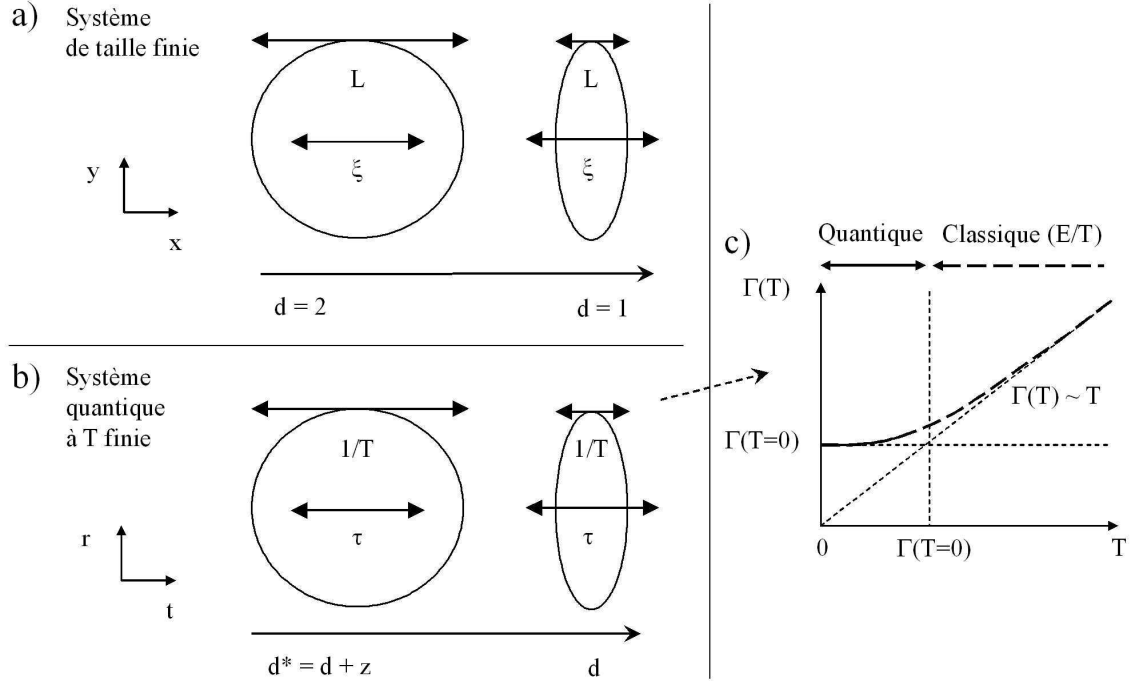 a) Système
de taille finie
L
L
ξ
ξ
y
x
d = 2
d = 1
b) Système
quantique
à T finie
1/T
1/T
τ
τ
r
t
d* = d + z
d
c)
Quantique
Classique (E/T)
Γ(T)
Γ(T) ~ T
Γ(T=0)
0
Γ(T=0)
T